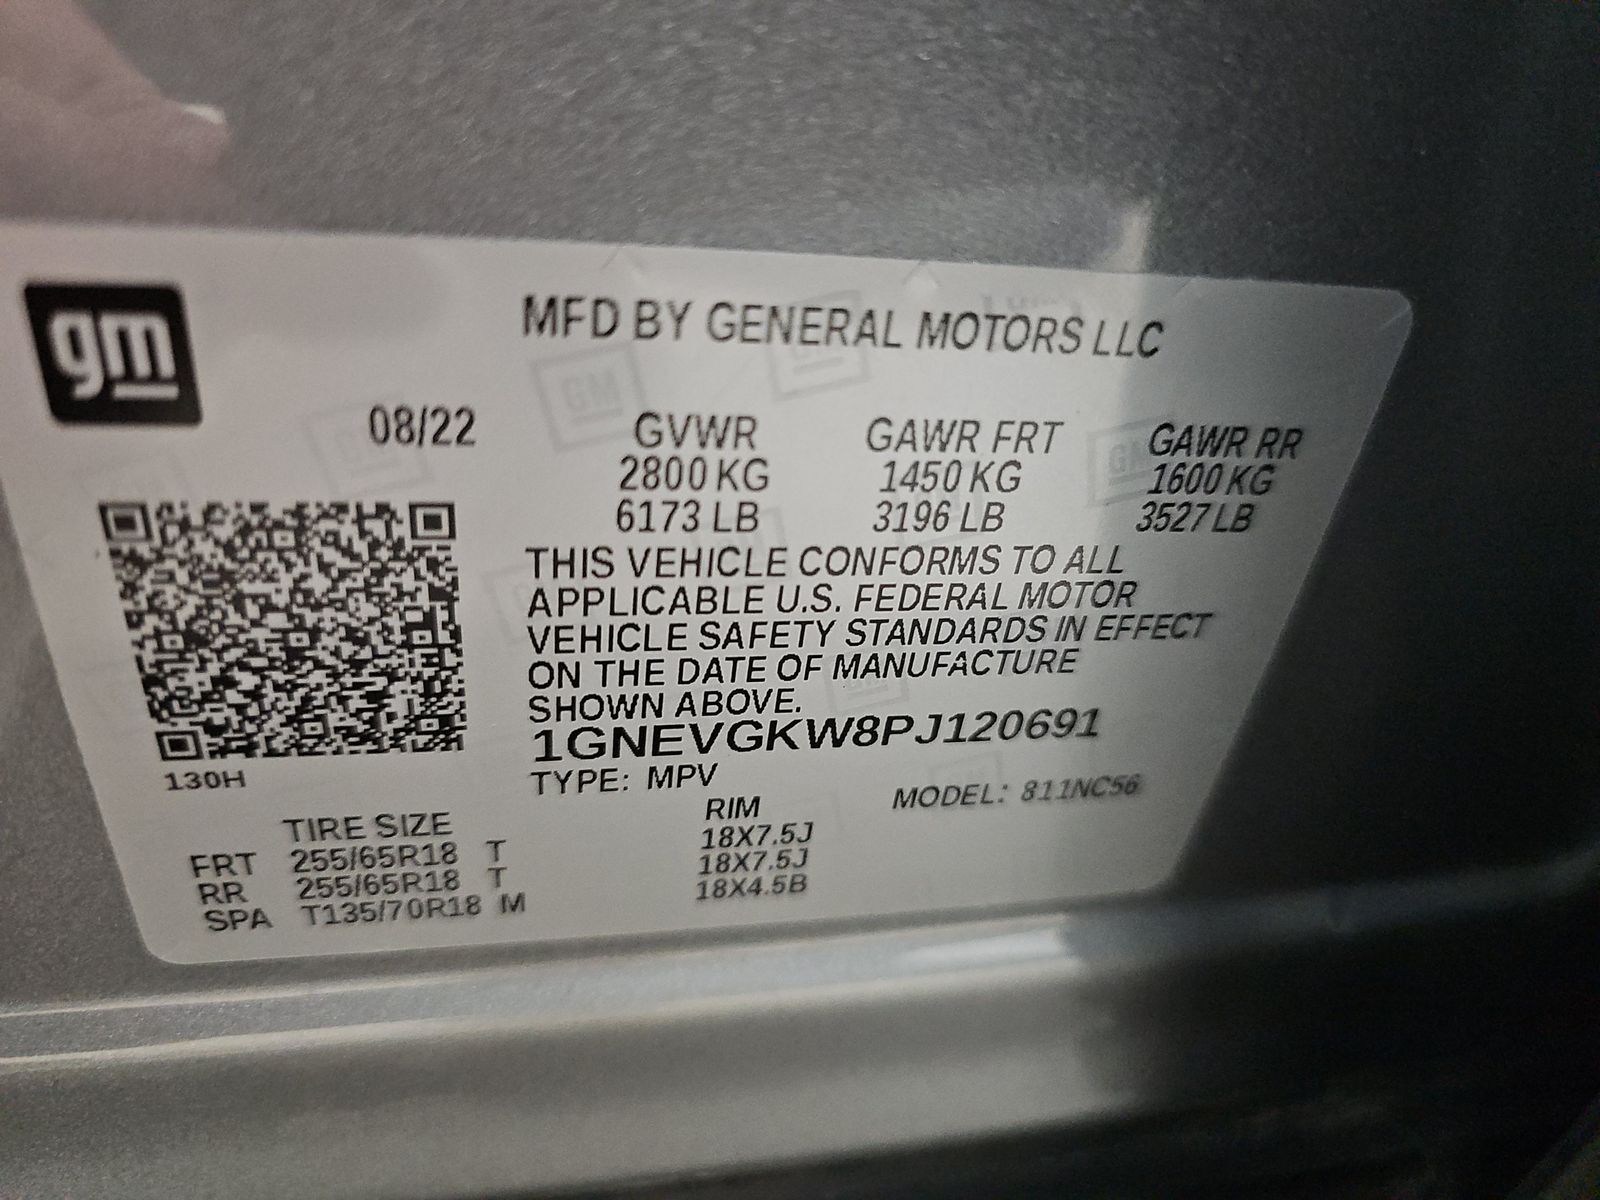 gm
MFD BY GENERAL MOTORS LLC
08/22
GVWR GAWR FRT GAWR RR
2800 KG 1450 KG 1600 KG
6173 LB 3196 LB 3527 LB
THIS VEHICLE CONFORMS TO ALL
APPLICABLE U.S. FEDERAL MOTOR
VEHICLE SAFETY STANDARDS IN EFFECT
ON THE DATE OF MANUFACTURE
SHOWN ABOVE.
1GNEVGKW8PJ120691
130H
TYPE: MPV
MODEL: 811NC56
TIRE SIZE RIM
FRT 255/65R18 T 18X7.5J
RR 255/65R18 T 18X7.5J
SPA T135/70R18 M 18X4.5B